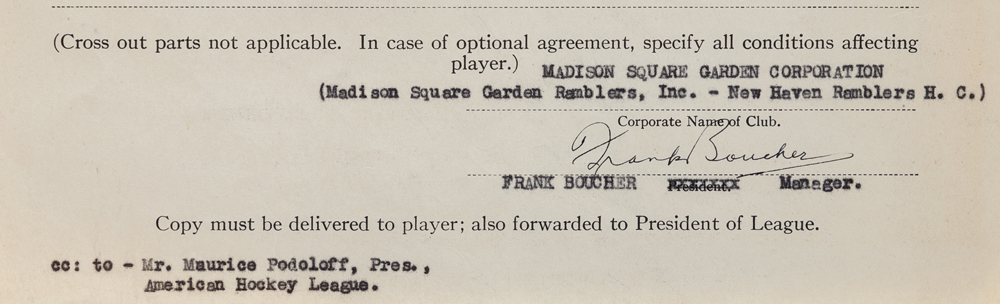 (Cross out parts not applicable. In case of optional agreement, specify all conditions affecting
player.) MADISON SQUARE GARDEN CORPORATION
(Madison Square Garden Ramblers, Inc. - New Haven Ramblers H. C.)
Corporate Name of Club.
Frank Boucher
FRANK BOUCHER President. Manager.
Copy must be delivered to player; also forwarded to President of League.
cc: to - Mr. Maurice Podoloff, Pres.,
American Hockey League.